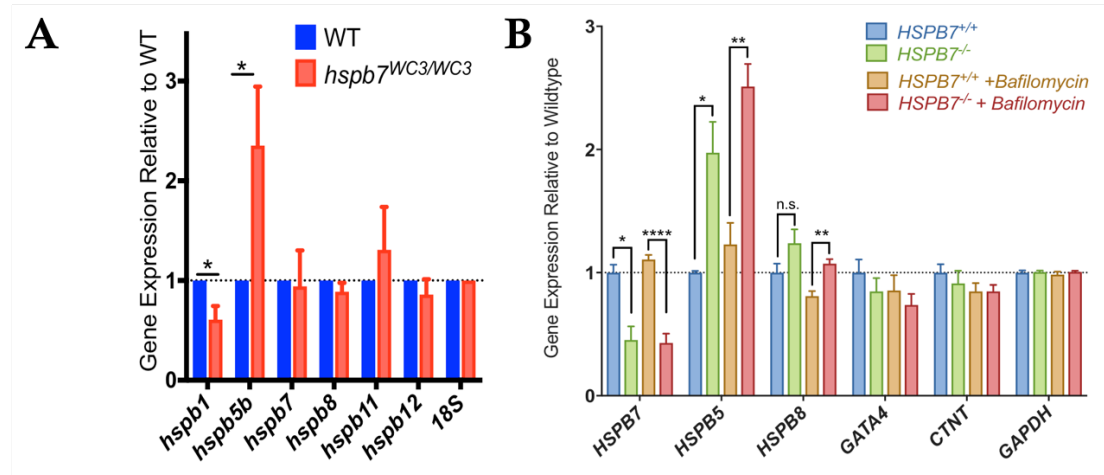 A
Gene Expression Relative to WT
3
2
1
0
WT
hspb7WC3/WC3
*
*
hspb1
hspb5b
hspb7
hspb8
hspb11
hspb12
18S
B
Gene Expression Relative to Wildtype
3
2
1
0
HSPB7+/+
HSPB7-/-
HSPB7+/+ +Bafilomycin
HSPB7-/- + Bafilomycin
*
****
*
**
n.s.
**
HSPB7
HSPB5
HSPB8
GATA4
CTNT
GAPDH